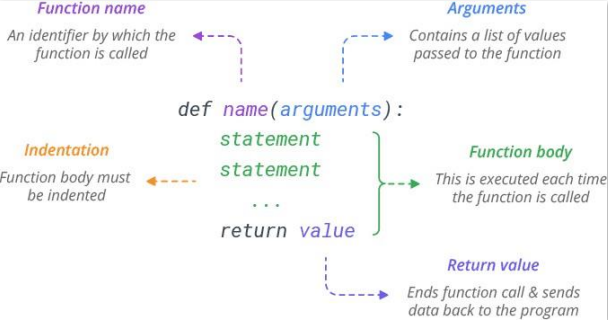 Function name
An identifier by which the
function is called
Arguments
Contains a list of values
passed to the function
def name(arguments):
statement
statement
...
return value
Indentation
Function body must
be indented
Function body
This is executed each time
the function is called
Return value
Ends function call & sends
data back to the program